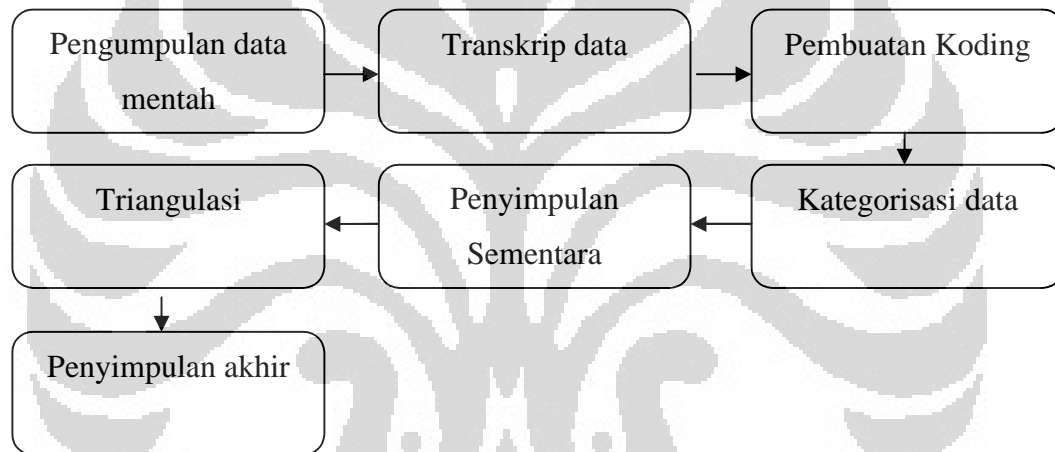 Pengumpulan data
mentah
Transkrip data
Pembuatan Koding
Kategorisasi data
Penyimpulan
Sementara
Triangulasi
Penyimpulan akhir